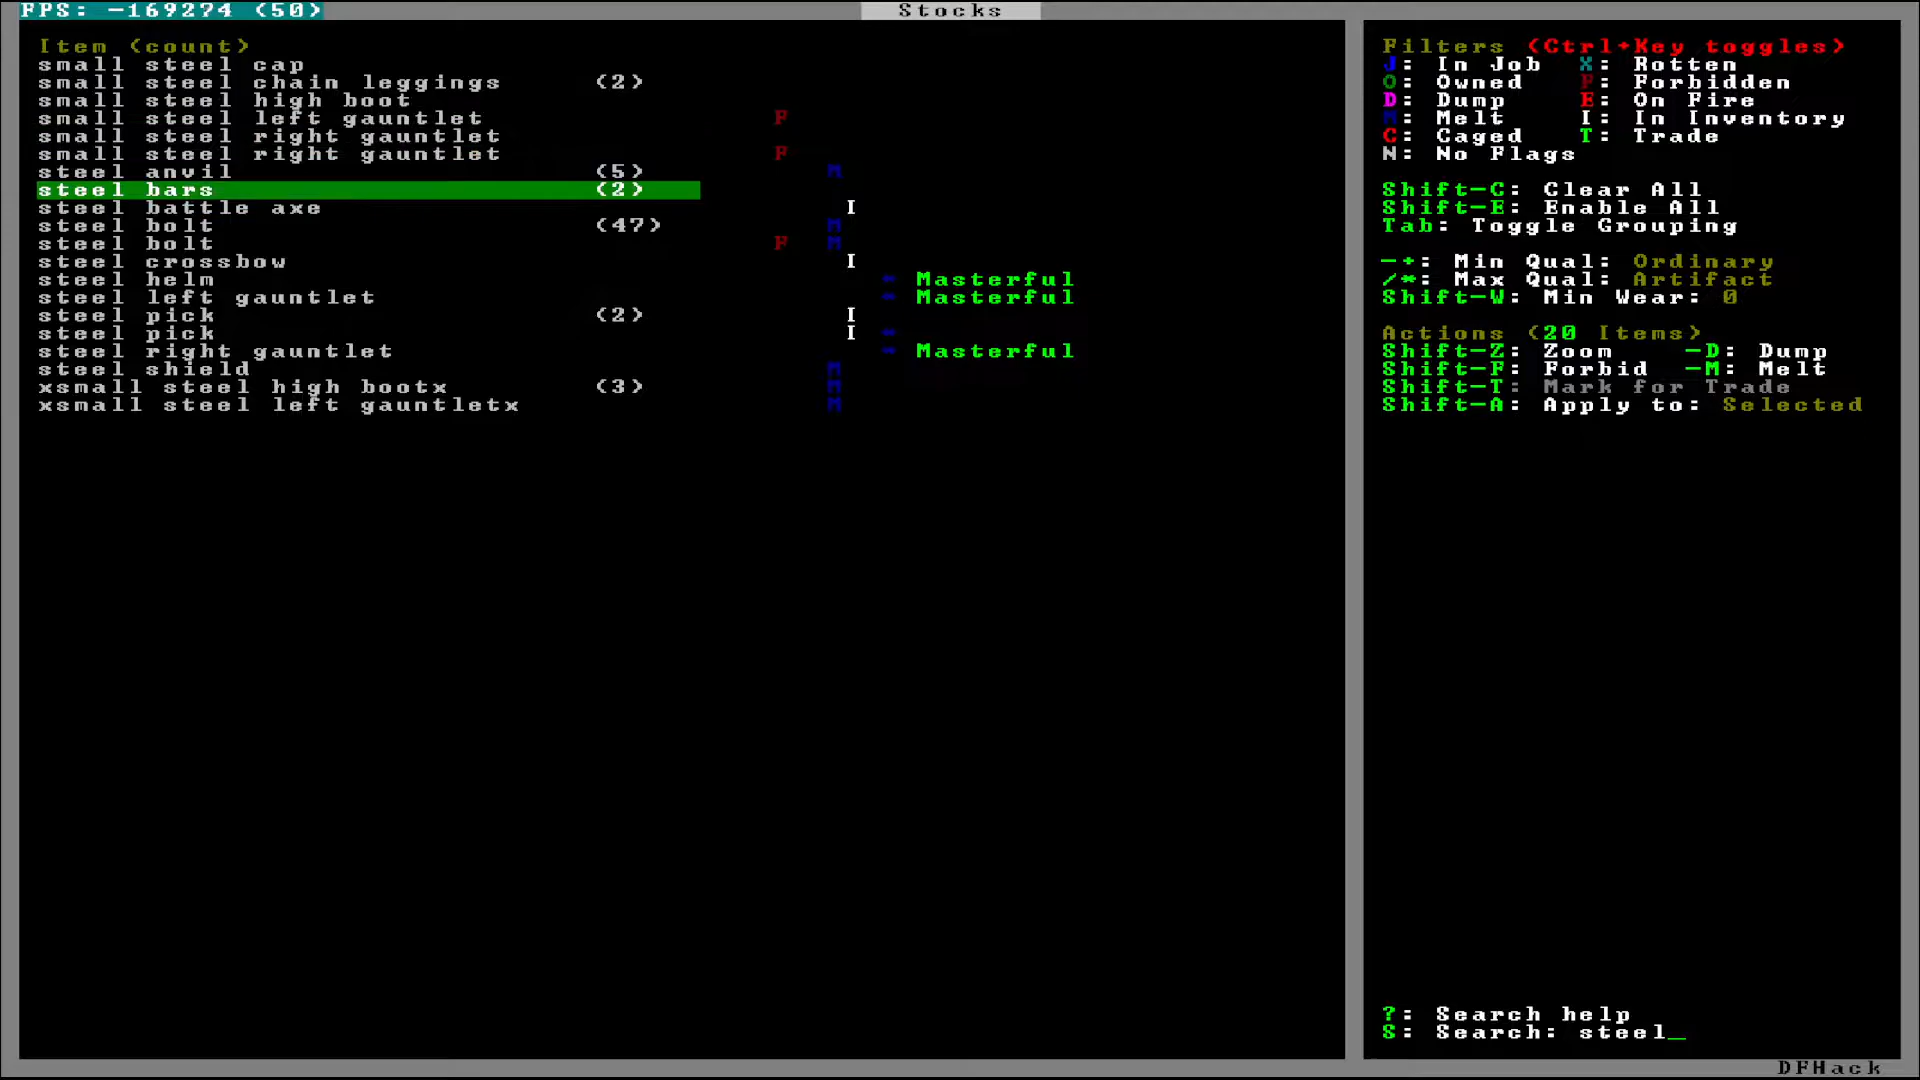 FPS: -169274 (50)
Stocks
Item (count)
small steel cap
small steel chain leggings (2)
small steel high boot
small steel left gauntlet F
small steel right gauntlet
small steel right gauntlet F
steel anvil (5) M
steel bars (2)
steel battle axe I
steel bolt (47) M
steel bolt F M
steel crossbow I
steel helm - Masterful
steel left gauntlet - Masterful
steel pick (2) I
steel pick I -
steel right gauntlet - Masterful
steel shield M
xsmall steel high bootx (3) M
xsmall steel left gauntletx M
Filters (Ctrl+Key toggles)
J: In Job X: Rotten
O: Owned F: Forbidden
D: Dump E: On Fire
M: Melt I: In Inventory
C: Caged T: Trade
N: No Flags
Shift-C: Clear All
Shift-E: Enable All
Tab: Toggle Grouping
-+: Min Qual: Ordinary
/*: Max Qual: Artifact
Shift-W: Min Wear: 0
Actions (20 Items)
Shift-Z: Zoom -D: Dump
Shift-F: Forbid -M: Melt
Shift-T: Mark for Trade
Shift-A: Apply to: Selected
?: Search help
S: Search: steel_
DFHack